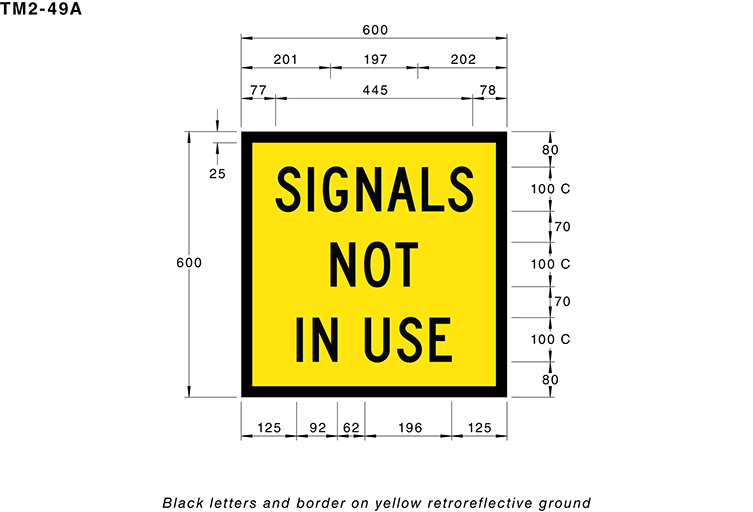 TM2-49A
600
201 197 202
77 445 78
25
600
SIGNALS
NOT
IN USE
80
100 C
70
100 C
70
100 C
80
125 92 62 196 125
Black letters and border on yellow retroreflective ground